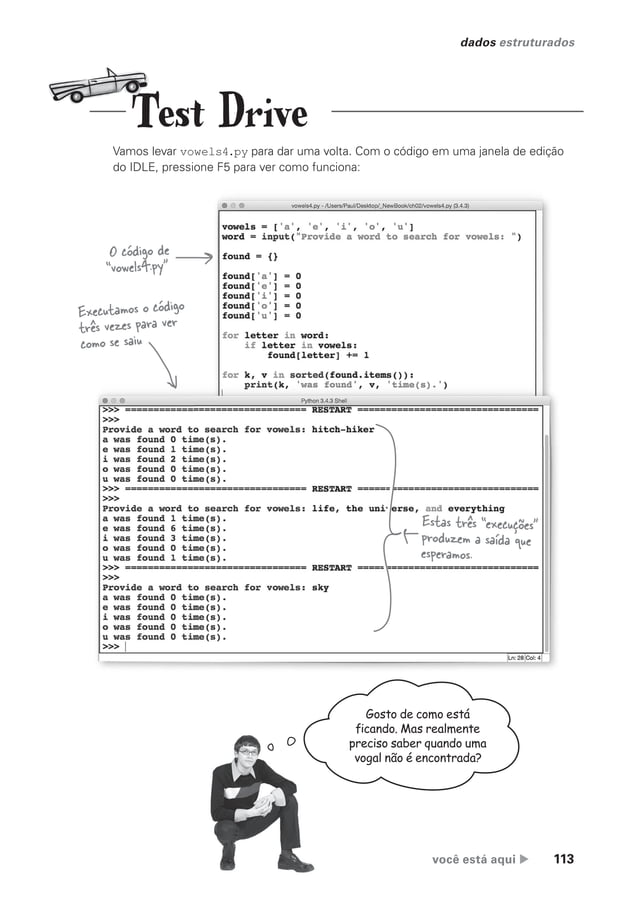 dados estruturados
Test Drive
Vamos levar vowels4.py para dar uma volta. Com o código em uma janela de edição
do IDLE, pressione F5 para ver como funciona:
vowels4.py - /Users/Paul/Desktop/_NewBook/ch02/vowels4.py (3.4.3)
vowels = ['a', 'e', 'i', 'o', 'u']
word = input("Provide a word to search for vowels: ")
found = {}
found['a'] = 0
found['e'] = 0
found['i'] = 0
found['o'] = 0
found['u'] = 0
for letter in word:
    if letter in vowels:
        found[letter] += 1
for k, v in sorted(found.items()):
    print(k, 'was found', v, 'time(s).')
O código de
"vowels4.py"
Executamos o código
três vezes para ver
como se saiu
Python 3.4.3 Shell
>>> ================================ RESTART ================================
>>>
Provide a word to search for vowels: hitch-hiker
a was found 0 time(s).
e was found 1 time(s).
i was found 2 time(s).
o was found 0 time(s).
u was found 0 time(s).
>>> ================================ RESTART ================================
>>>
Provide a word to search for vowels: life, the universe, and everything
a was found 1 time(s).
e was found 6 time(s).
i was found 3 time(s).
o was found 0 time(s).
u was found 1 time(s).
>>> ================================ RESTART ================================
>>>
Provide a word to search for vowels: sky
a was found 0 time(s).
e was found 0 time(s).
i was found 0 time(s).
o was found 0 time(s).
u was found 0 time(s).
>>>
Estas três "execuções"
produzem a saída que
esperamos.
Ln: 28 Col: 4
Gosto de como está
ficando. Mas realmente
preciso saber quando uma
vogal não é encontrada?
você está aqui ▶ 113